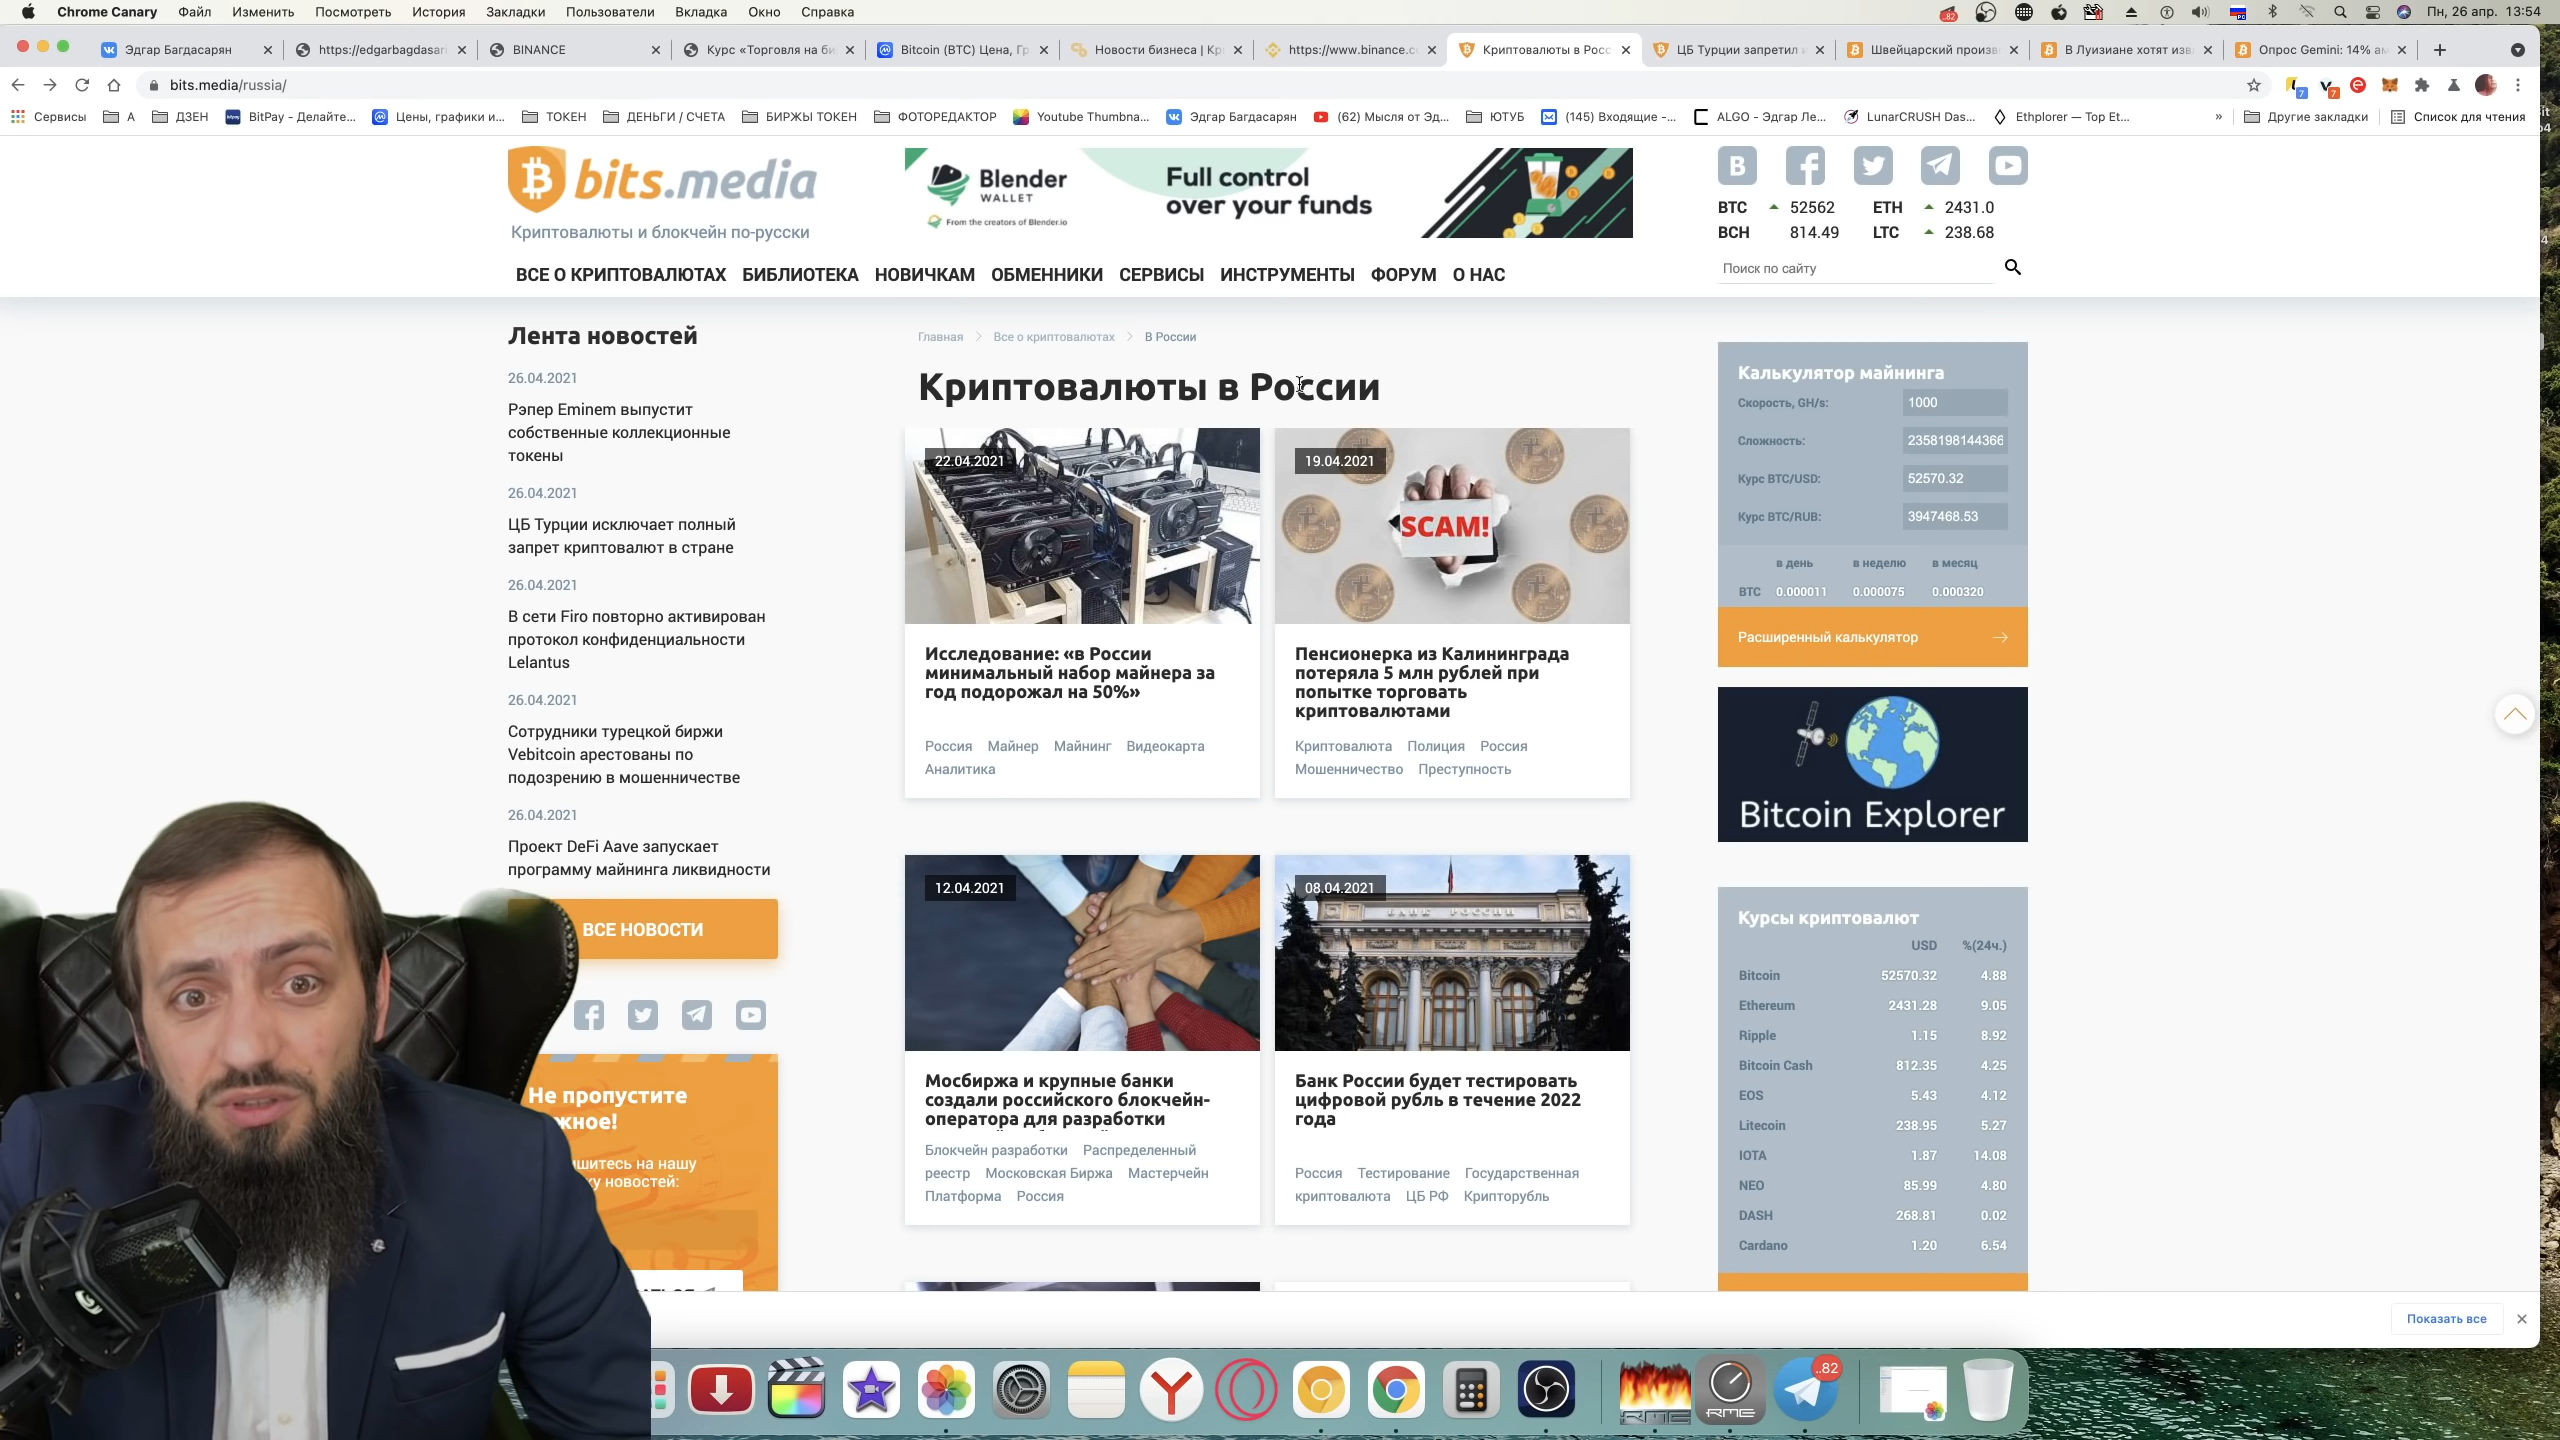 Chrome Canary Файл Изменить Посмотреть История Закладки Пользователи Вкладка Окно Справка
Пн, 26 апр. 13:54
Эдгар Багдасарян
https://edgarbagdasari
BINANCE
Курс «Торговля на би
Bitcoin (BTC) Цена, Гр
Новости бизнеса | Кри
https://www.binance.c
Криптовалюты в Росс
ЦБ Турции запретил
Швейцарский произв
В Луизиане хотят изв
Опрос Gemini: 14% ам
bits.media/russia/
7
7
Сервисы
А
ДЗЕН
BitPay - Делайте...
Цены, графики и...
ТОКЕН
ДЕНЬГИ / СЧЕТА
БИРЖЫ ТОКЕН
ФОТОРЕДАКТОР
Youtube Thumbna...
Эдгар Багдасарян
(62) Мысля от Эд...
ЮТУБ
(145) Входящие -...
ALGO - Эдгар Ле...
LunarCRUSH Das...
Ethplorer — Top Et...
»
Другие закладки
Список для чтения
bits.media
Криптовалюты и блокчейн по-русски
Blender
WALLET
From the creators of Blender.io
Full control
over your funds
BTC 52562 ETH 2431.0
BCH 814.49 LTC 238.68
Поиск по сайту
ВСЕ О КРИПТОВАЛЮТАХ БИБЛИОТЕКА НОВИЧКАМ ОБМЕННИКИ СЕРВИСЫ ИНСТРУМЕНТЫ ФОРУМ О НАС
Лента новостей
26.04.2021
Рэпер Eminem выпустит
собственные коллекционные
токены
26.04.2021
ЦБ Турции исключает полный
запрет криптовалют в стране
26.04.2021
В сети Firo повторно активирован
протокол конфиденциальности
Lelantus
26.04.2021
Сотрудники турецкой биржи
Vebitcoin арестованы по
подозрению в мошенничестве
26.04.2021
Проект DeFi Aave запускает
программу майнинга ликвидности
ВСЕ НОВОСТИ
Не пропустите
жное!
шитесь на нашу
ку новостей:
Главная
Все о криптовалютах
В России
Криптовалюты в России
22.04.2021
Исследование: «в России
минимальный набор майнера за
год подорожал на 50%»
Россия Майнер Майнинг Видеокарта
Аналитика
19.04.2021
SCAM!
Пенсионерка из Калининграда
потеряла 5 млн рублей при
попытке торговать
криптовалютами
Криптовалюта Полиция Россия
Мошенничество Преступность
12.04.2021
Мосбиржа и крупные банки
создали российского блокчейн-
оператора для разработки
Блокчейн разработки Распределенный
реестр Московская Биржа Мастерчейн
Платформа Россия
08.04.2021
БАНК РОССИИ
Банк России будет тестировать
цифровой рубль в течение 2022
года
Россия Тестирование Государственная
криптовалюта ЦБ РФ Крипторубль
Калькулятор майнинга
Скорость, GH/s: 1000
Сложность: 2358198144366
Курс BTC/USD: 52570.32
Курс BTC/RUB: 3947468.53
в день в неделю в месяц
BTC 0.000011 0.000075 0.000320
Расширенный калькулятор
Bitcoin Explorer
Курсы криптовалют
USD %(24ч.)
Bitcoin 52570.32 4.88
Ethereum 2431.28 9.05
Ripple 1.15 8.92
Bitcoin Cash 812.35 4.25
EOS 5.43 4.12
Litecoin 238.95 5.27
IOTA 1.87 14.08
NEO 85.99 4.80
DASH 268.81 0.02
Cardano 1.20 6.54
Показать все
RME
RME
..82